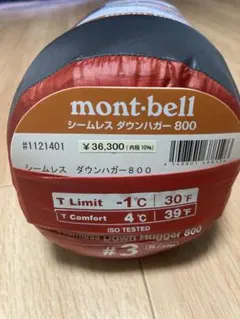 mont·bell
シームレス ダウンハガー800
#1121401
¥36,300(内税10%)
シームレス ダウンハガー800
T Limit -1℃ 30°F
T Comfort 4℃ 39°F
ISO TESTED
Seamless Down Hugger 800
#3